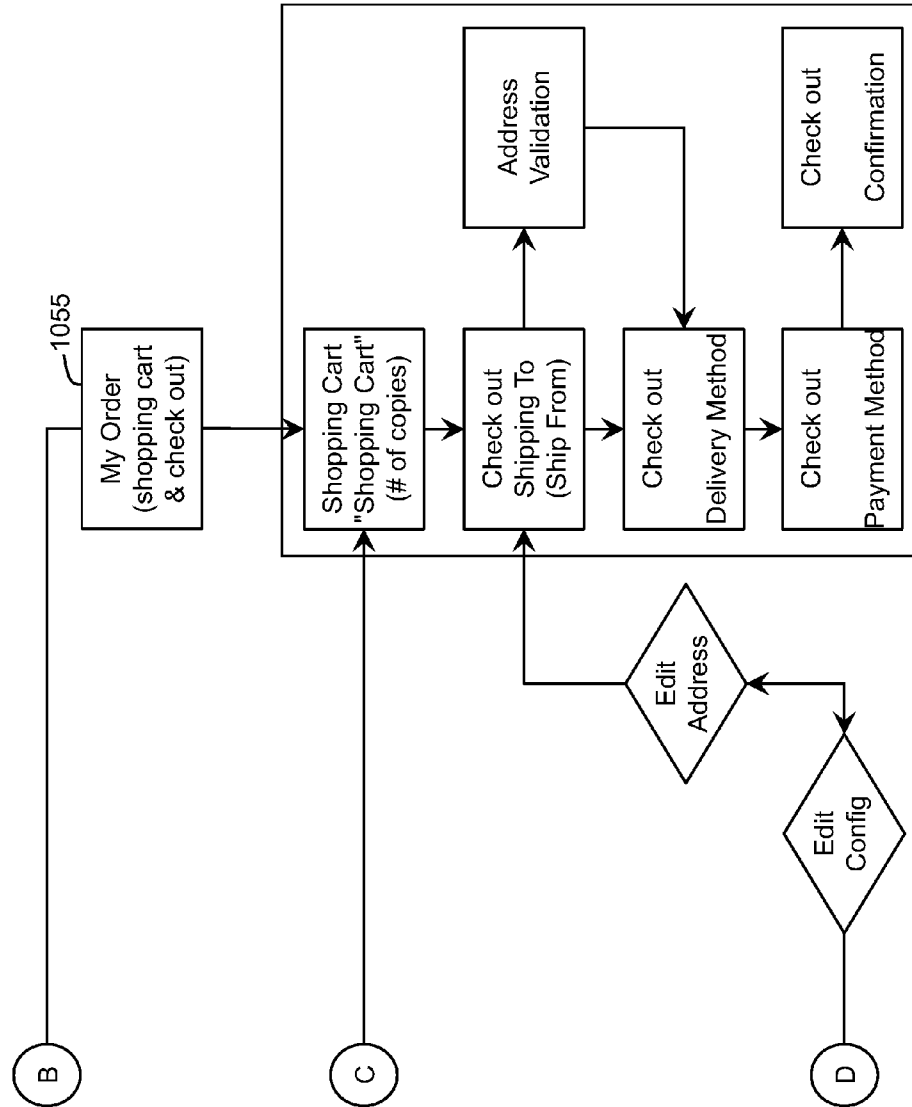 B
1055
My Order
(shopping cart
& check out)
C
Shopping Cart
"Shopping Cart"
(# of copies)
Check out
Shipping To
(Ship From)
Address
Validation
Edit
Address
Check out
Delivery Method
D
Edit
Config
Check out
Payment Method
Check out
Confirmation